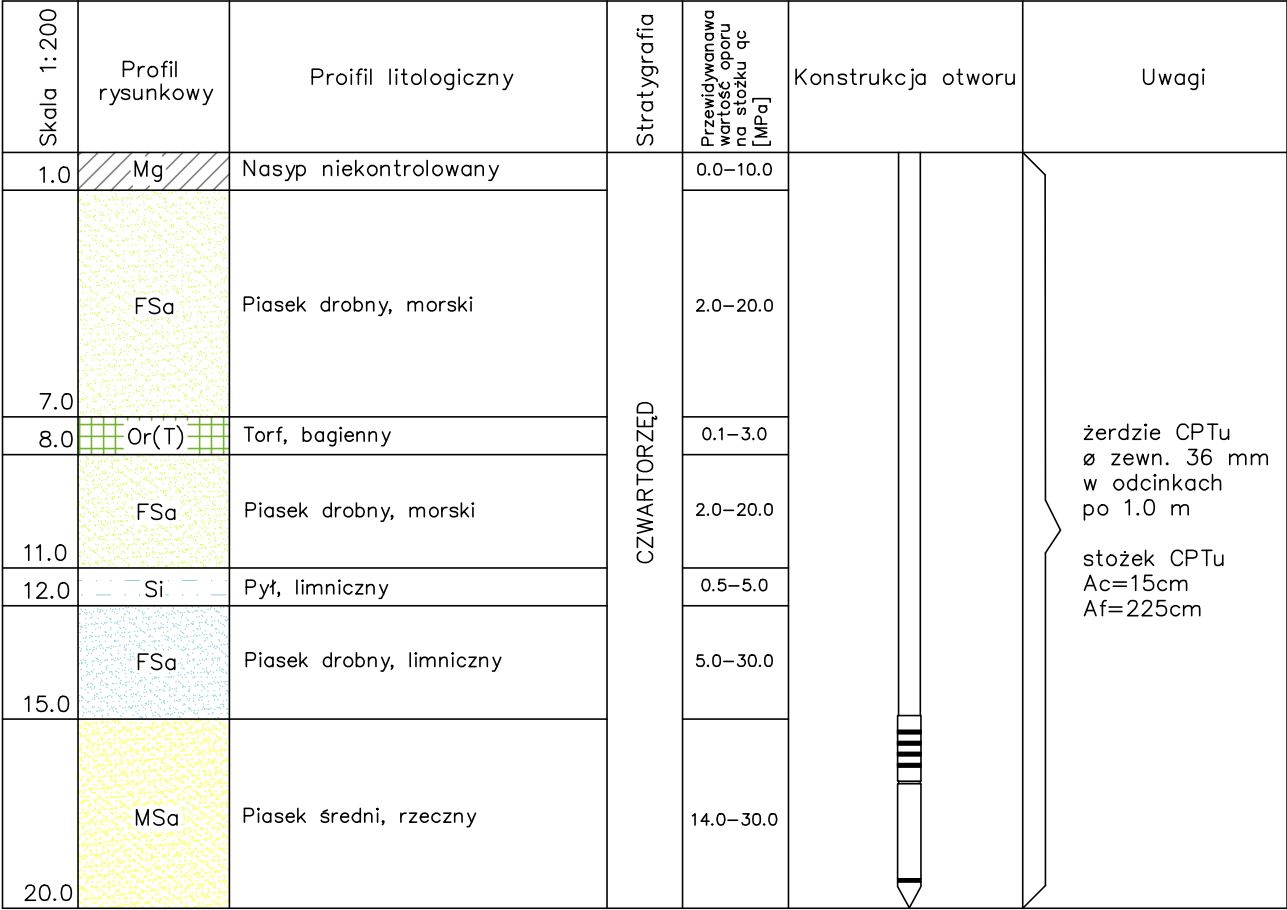 Skala 1:200
Profil
rysunkowy
Proifil litologiczny
Stratygrafia
Przewidywanawa
wartość oporu
na stożku qc
[MPa]
Konstrukcja otworu
Uwagi
1.0
Mg
Nasyp niekontrolowany
0.0-10.0
FSa
Piasek drobny, morski
2.0-20.0
7.0
8.0
Or(T)
Torf, bagienny
0.1-3.0
FSa
Piasek drobny, morski
2.0-20.0
11.0
12.0
Si
Pył, limniczny
0.5-5.0
FSa
Piasek drobny, limniczny
5.0-30.0
15.0
MSa
Piasek średni, rzeczny
14.0-30.0
20.0
CZWARTORZĘD
żerdzie CPTu
ø zewn. 36 mm
w odcinkach
po 1.0 m
stożek CPTu
Ac=15cm
Af=225cm